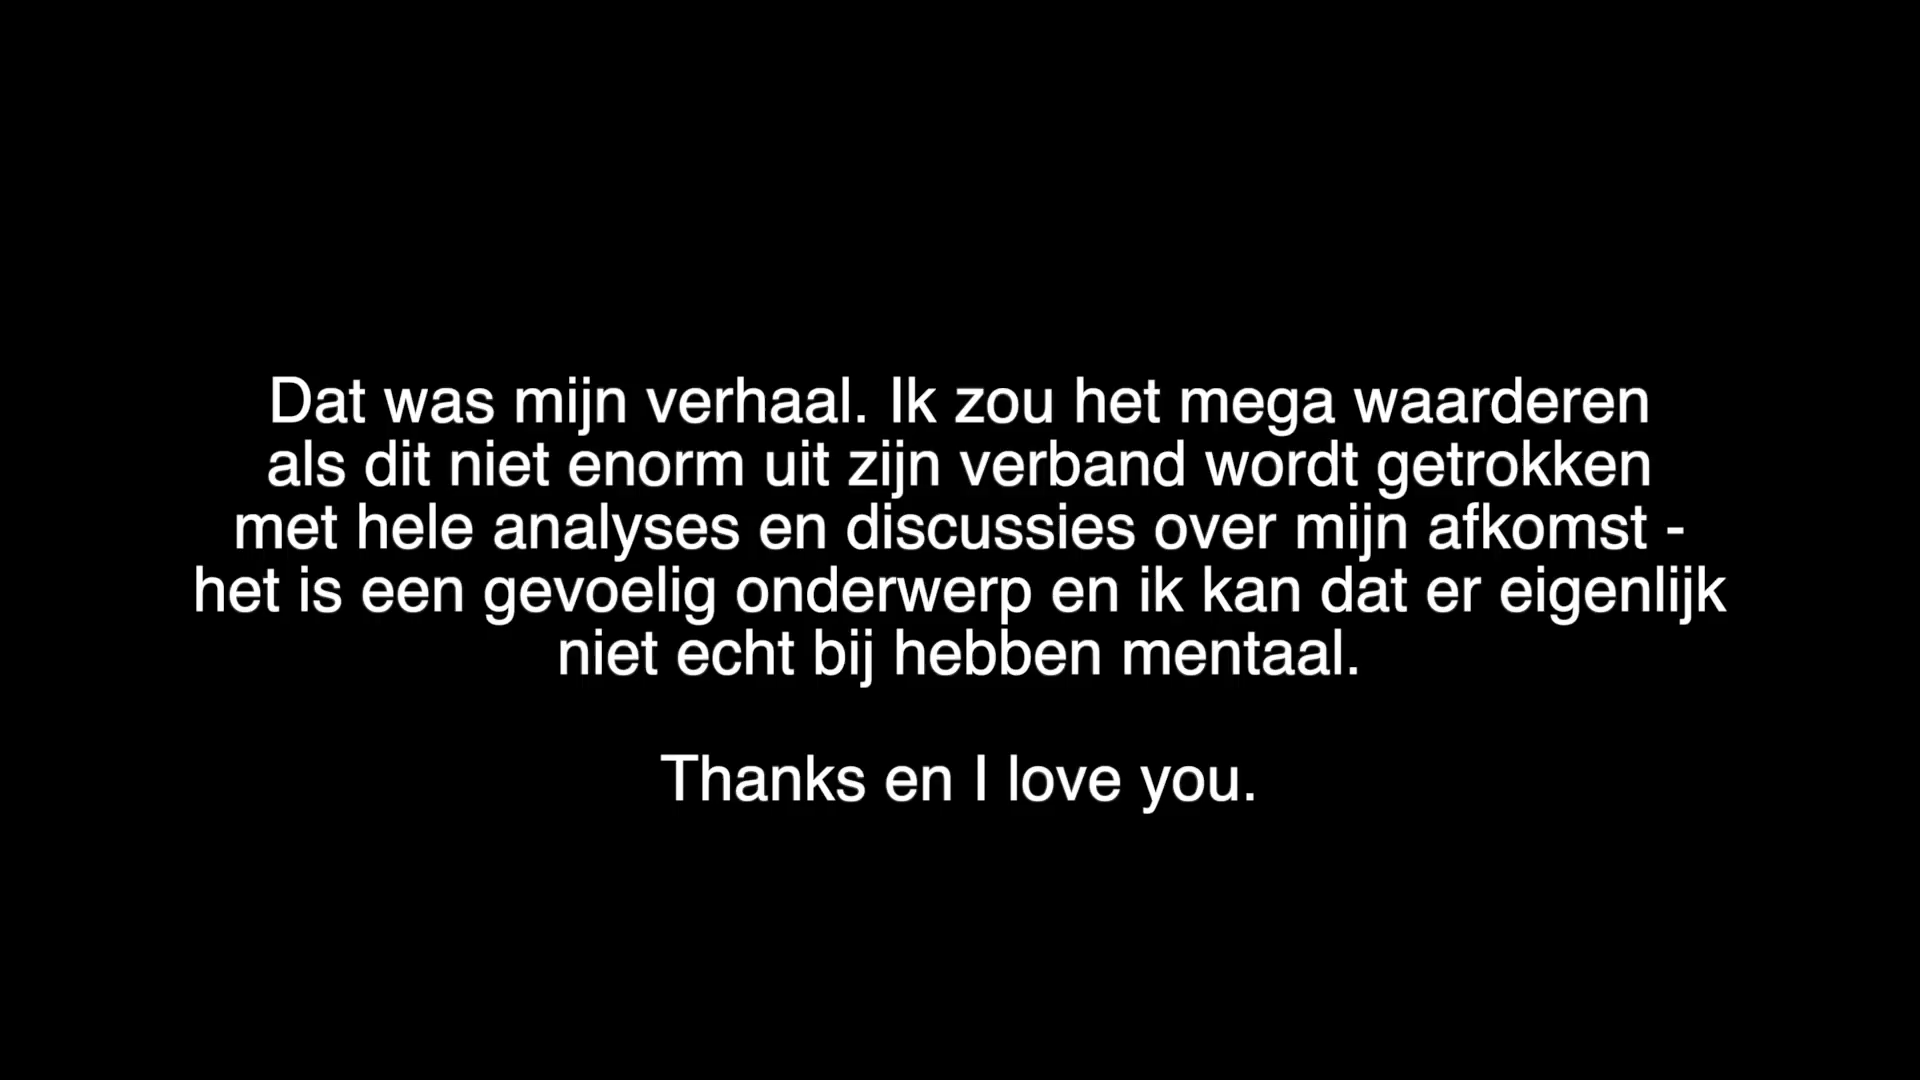 Dat was mijn verhaal. Ik zou het mega waarderen
als dit niet enorm uit zijn verband wordt getrokken
met hele analyses en discussies over mijn afkomst -
het is een gevoelig onderwerp en ik kan dat er eigenlijk
niet echt bij hebben mentaal.
Thanks en I love you.